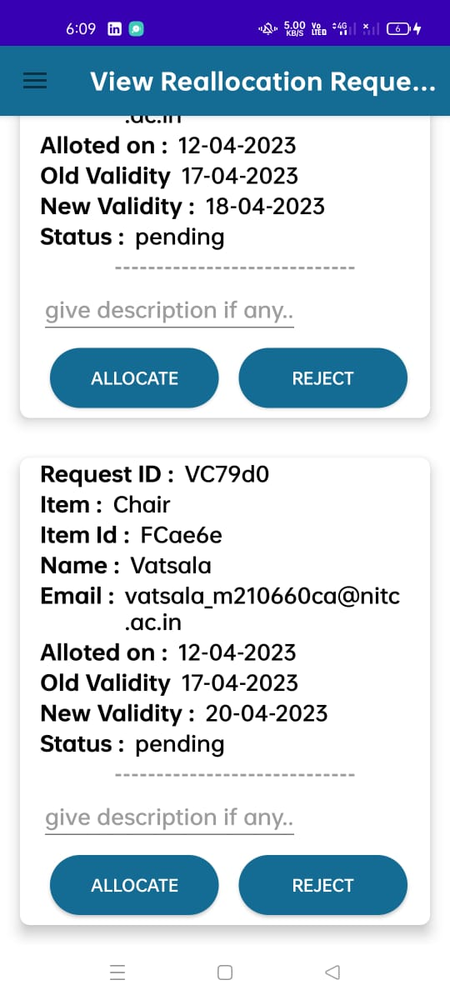 6:09 in 5.00 KB/S Vo LTED 4G 6
View Reallocation Reque...
.ac.in
Alloted on : 12-04-2023
Old Validity 17-04-2023
New Validity : 18-04-2023
Status : pending
-----------------------------
give description if any..
ALLOCATE REJECT
Request ID : VC79d0
Item : Chair
Item Id : FCae6e
Name : Vatsala
Email : vatsala_m210660ca@nitc
.ac.in
Alloted on : 12-04-2023
Old Validity 17-04-2023
New Validity : 20-04-2023
Status : pending
-----------------------------
give description if any..
ALLOCATE REJECT